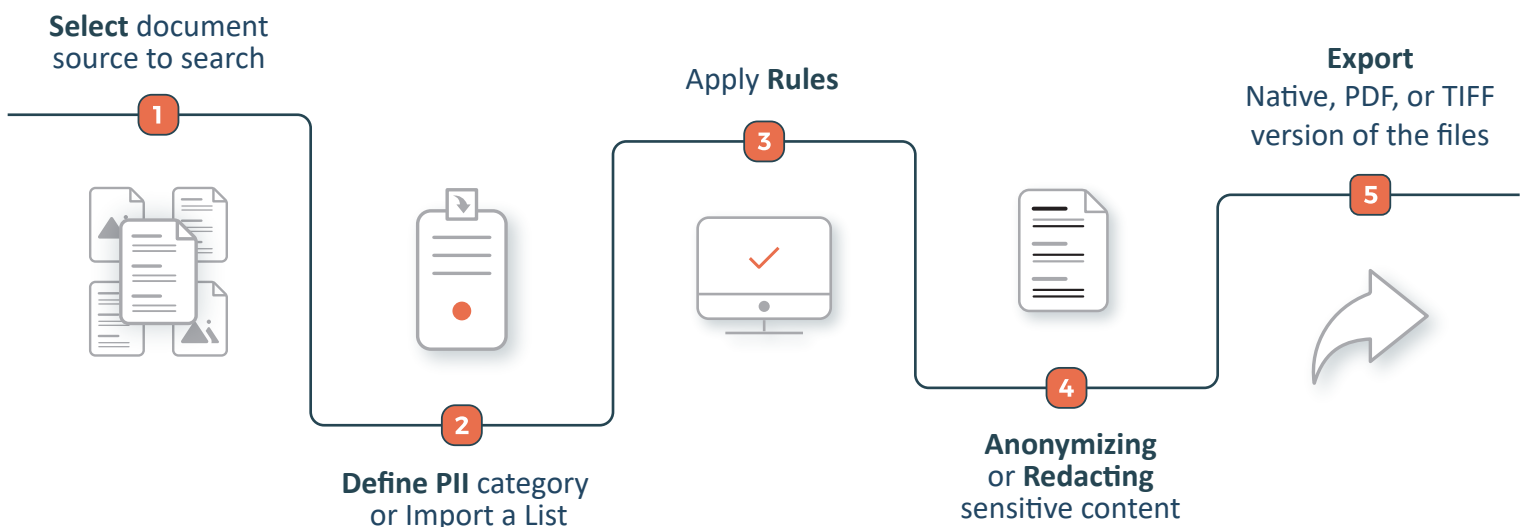 Select document
source to search
1
2
Define PII category
or Import a List
Apply Rules
3
4
Anonymizing
or Redacting
sensitive content
Export
Native, PDF, or TIFF
version of the files
5